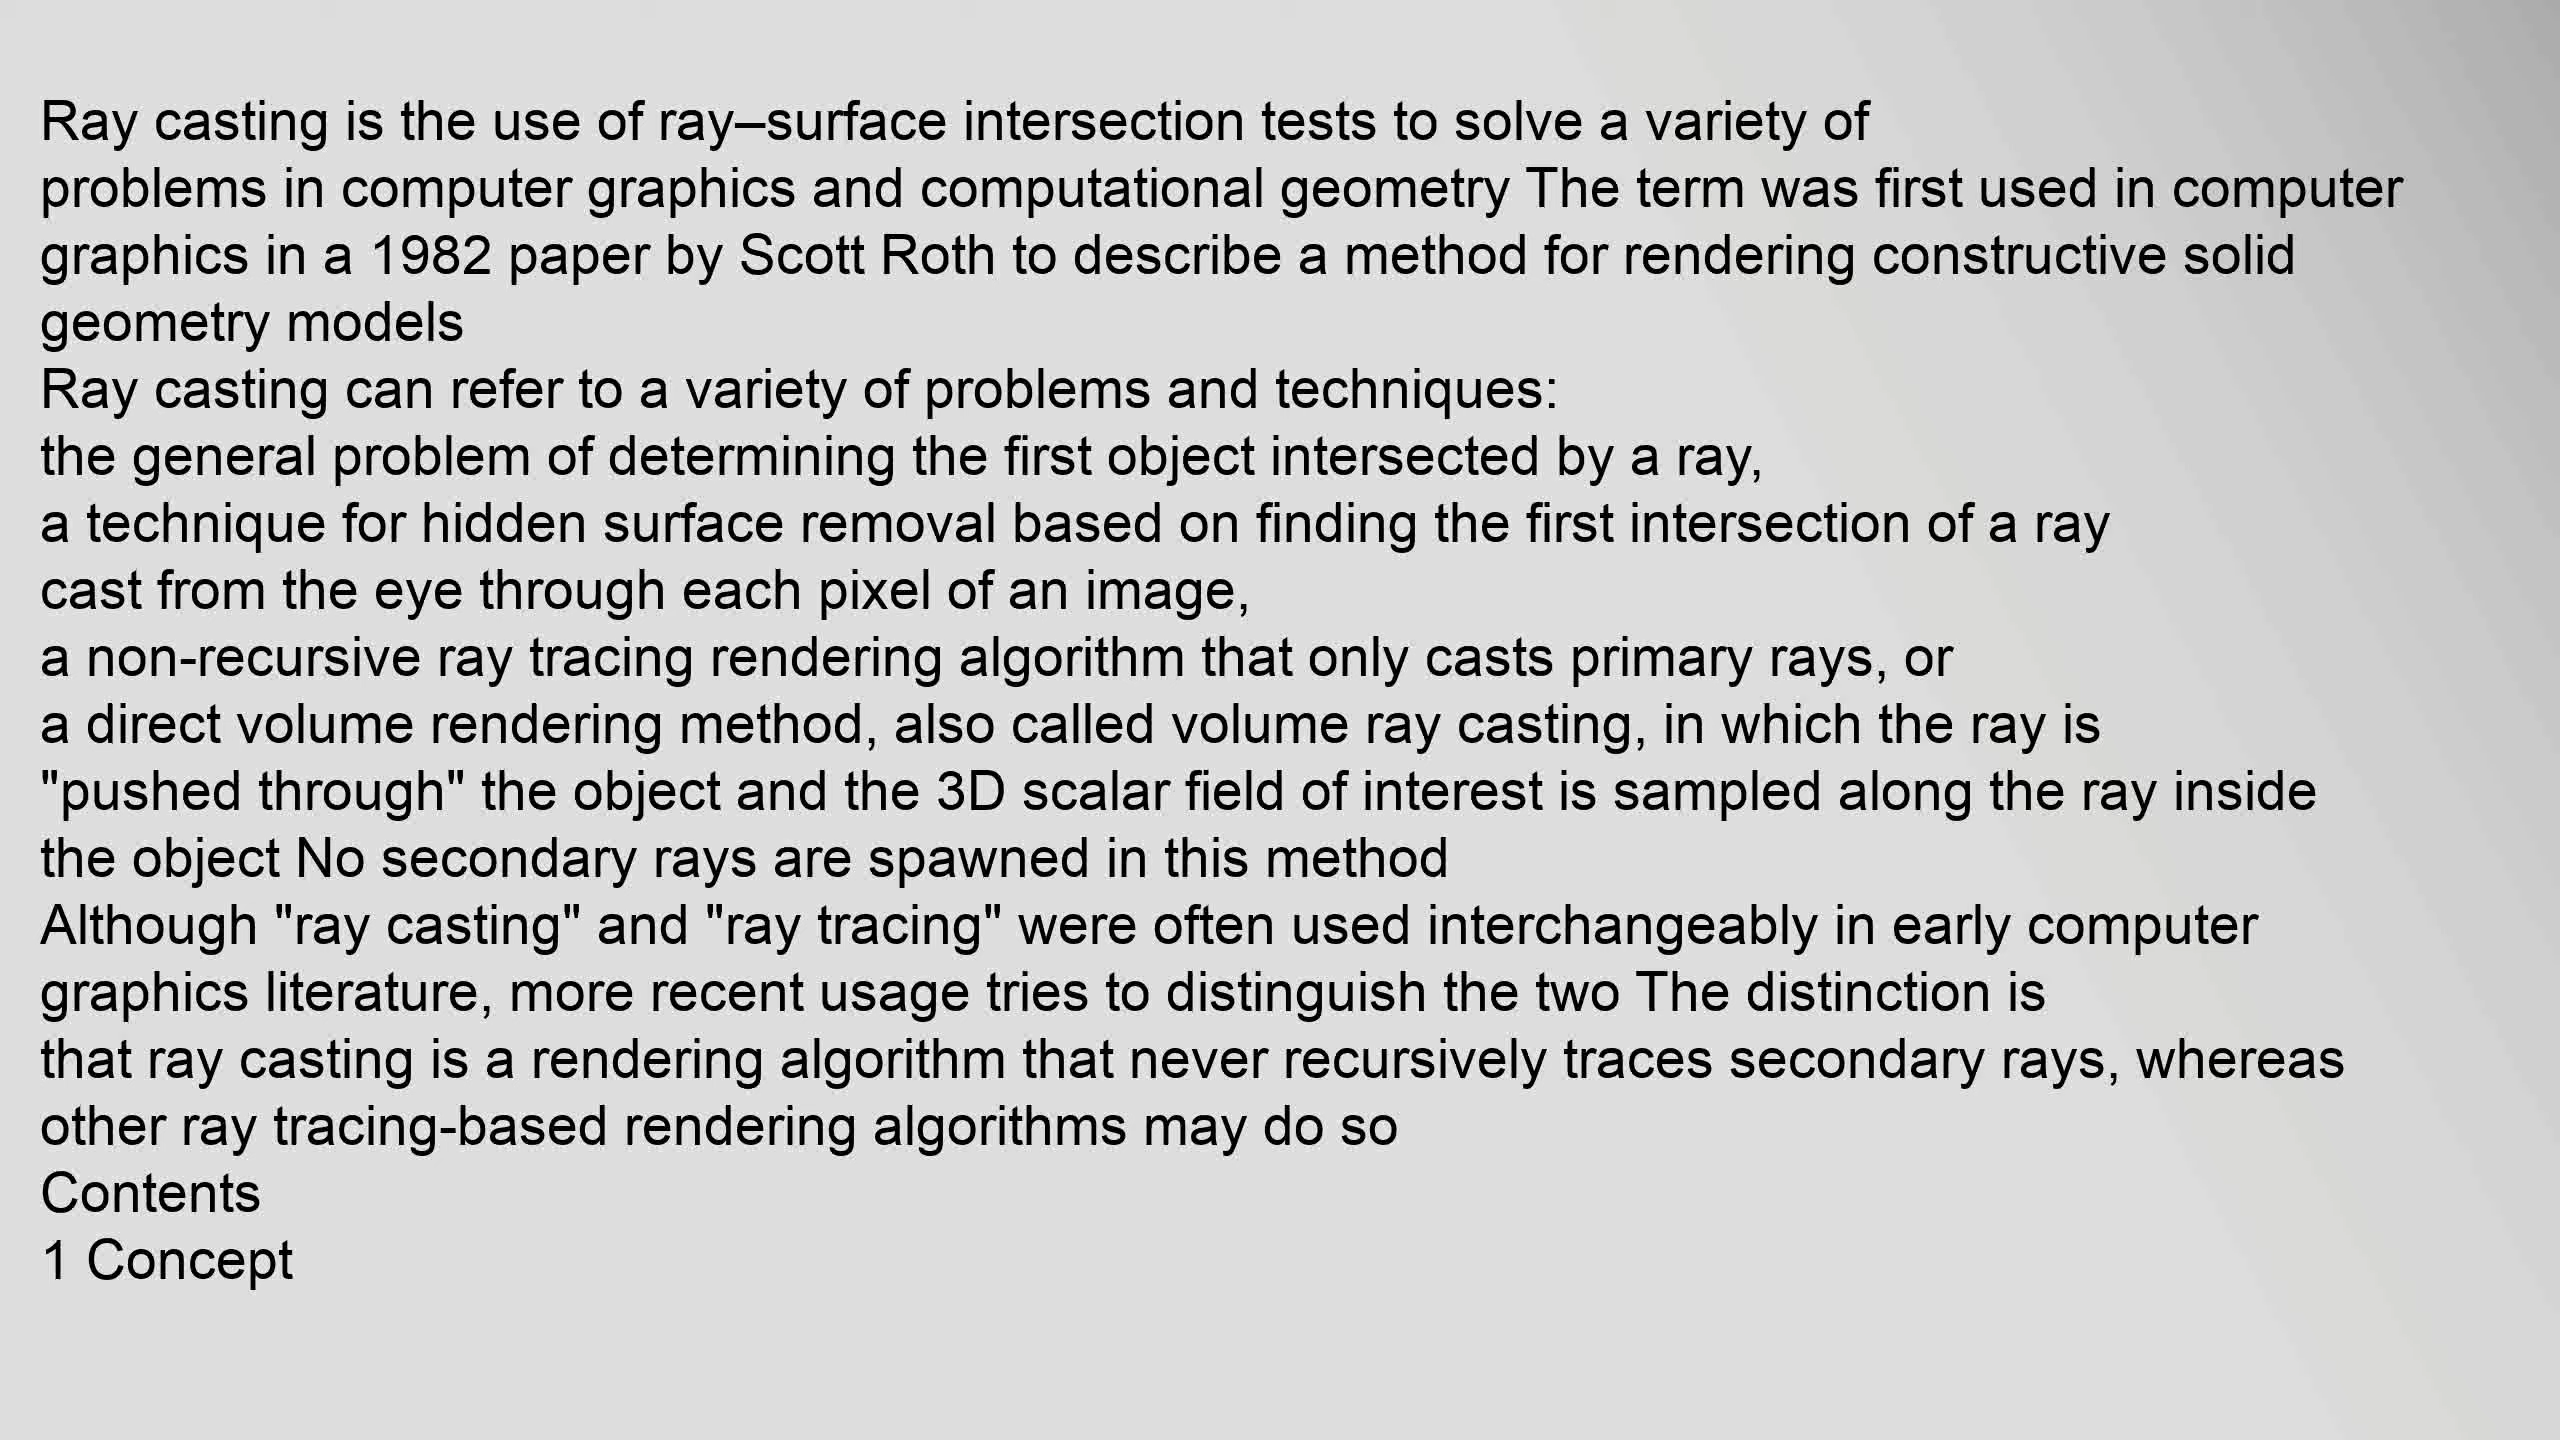 Ray casting is the use of ray–surface intersection tests to solve a variety of
problems in computer graphics and computational geometry The term was first used in computer
graphics in a 1982 paper by Scott Roth to describe a method for rendering constructive solid
geometry models
Ray casting can refer to a variety of problems and techniques:
the general problem of determining the first object intersected by a ray,
a technique for hidden surface removal based on finding the first intersection of a ray
cast from the eye through each pixel of an image,
a non-recursive ray tracing rendering algorithm that only casts primary rays, or
a direct volume rendering method, also called volume ray casting, in which the ray is
"pushed through" the object and the 3D scalar field of interest is sampled along the ray inside
the object No secondary rays are spawned in this method
Although "ray casting" and "ray tracing" were often used interchangeably in early computer
graphics literature, more recent usage tries to distinguish the two The distinction is
that ray casting is a rendering algorithm that never recursively traces secondary rays, whereas
other ray tracing-based rendering algorithms may do so
Contents
1 Concept